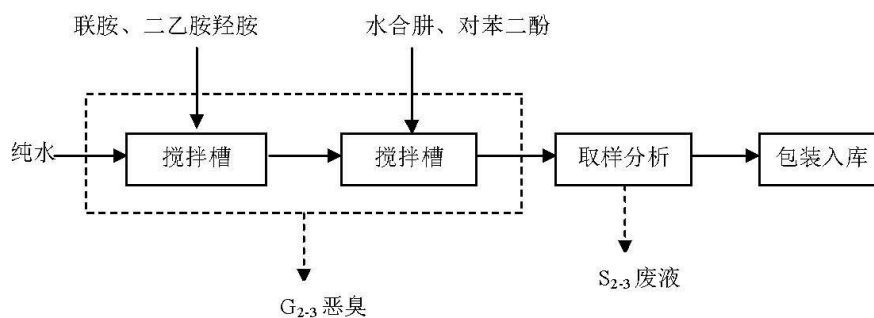 联胺、二乙胺羟胺
水合肼、对苯二酚
纯水
搅拌槽
搅拌槽
取样分析
包装入库
S₂₋₃废液
G₂₋₃恶臭